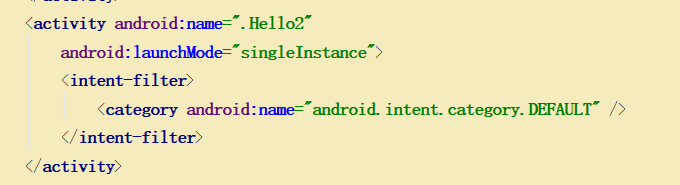 </activity>
<activity android:name=".Hello2"
android:launchMode="singleInstance">
<intent-filter>
<category android:name="android.intent.category.DEFAULT" />
</intent-filter>
</activity>